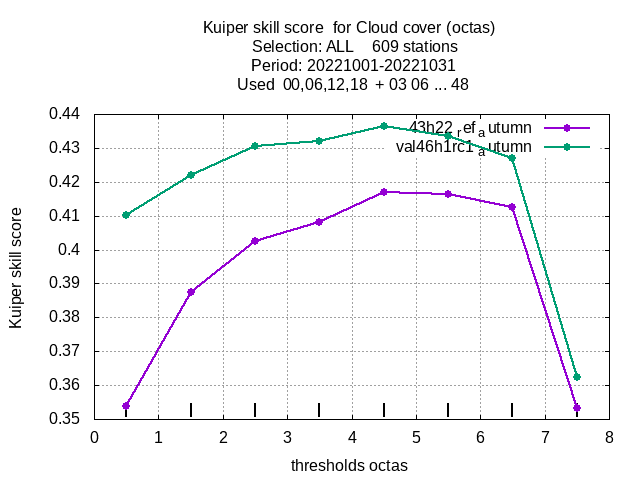 Kuiper skill score  for Cloud cover (octas)
Selection: ALL    609 stations
Period: 20221001-20221031
Used  00,06,12,18  + 03 06 ... 48
43h22_ref_autumn
val46h1rc1_autumn
0.44
0.43
0.42
0.41
0.4
0.39
0.38
0.37
0.36
0.35
Kuiper skill score
0 1 2 3 4 5 6 7 8
thresholds octas